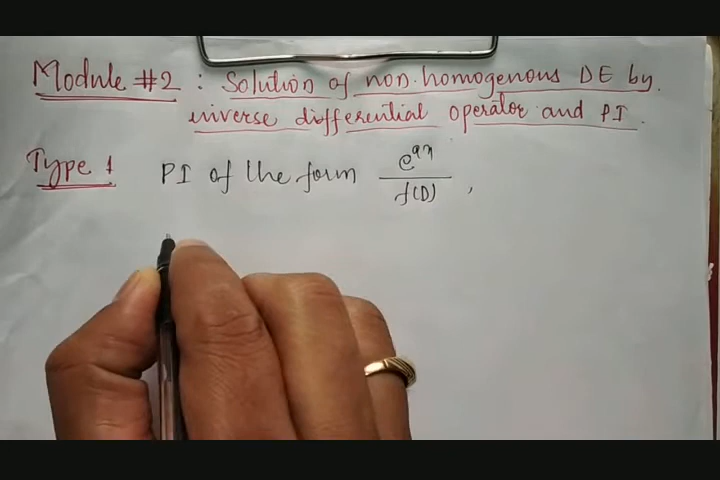 Module #2 : Solution of non homogenous DE by
inverse differential operator and PI.
Type 1 PI of the form e^ax / f(D) ,